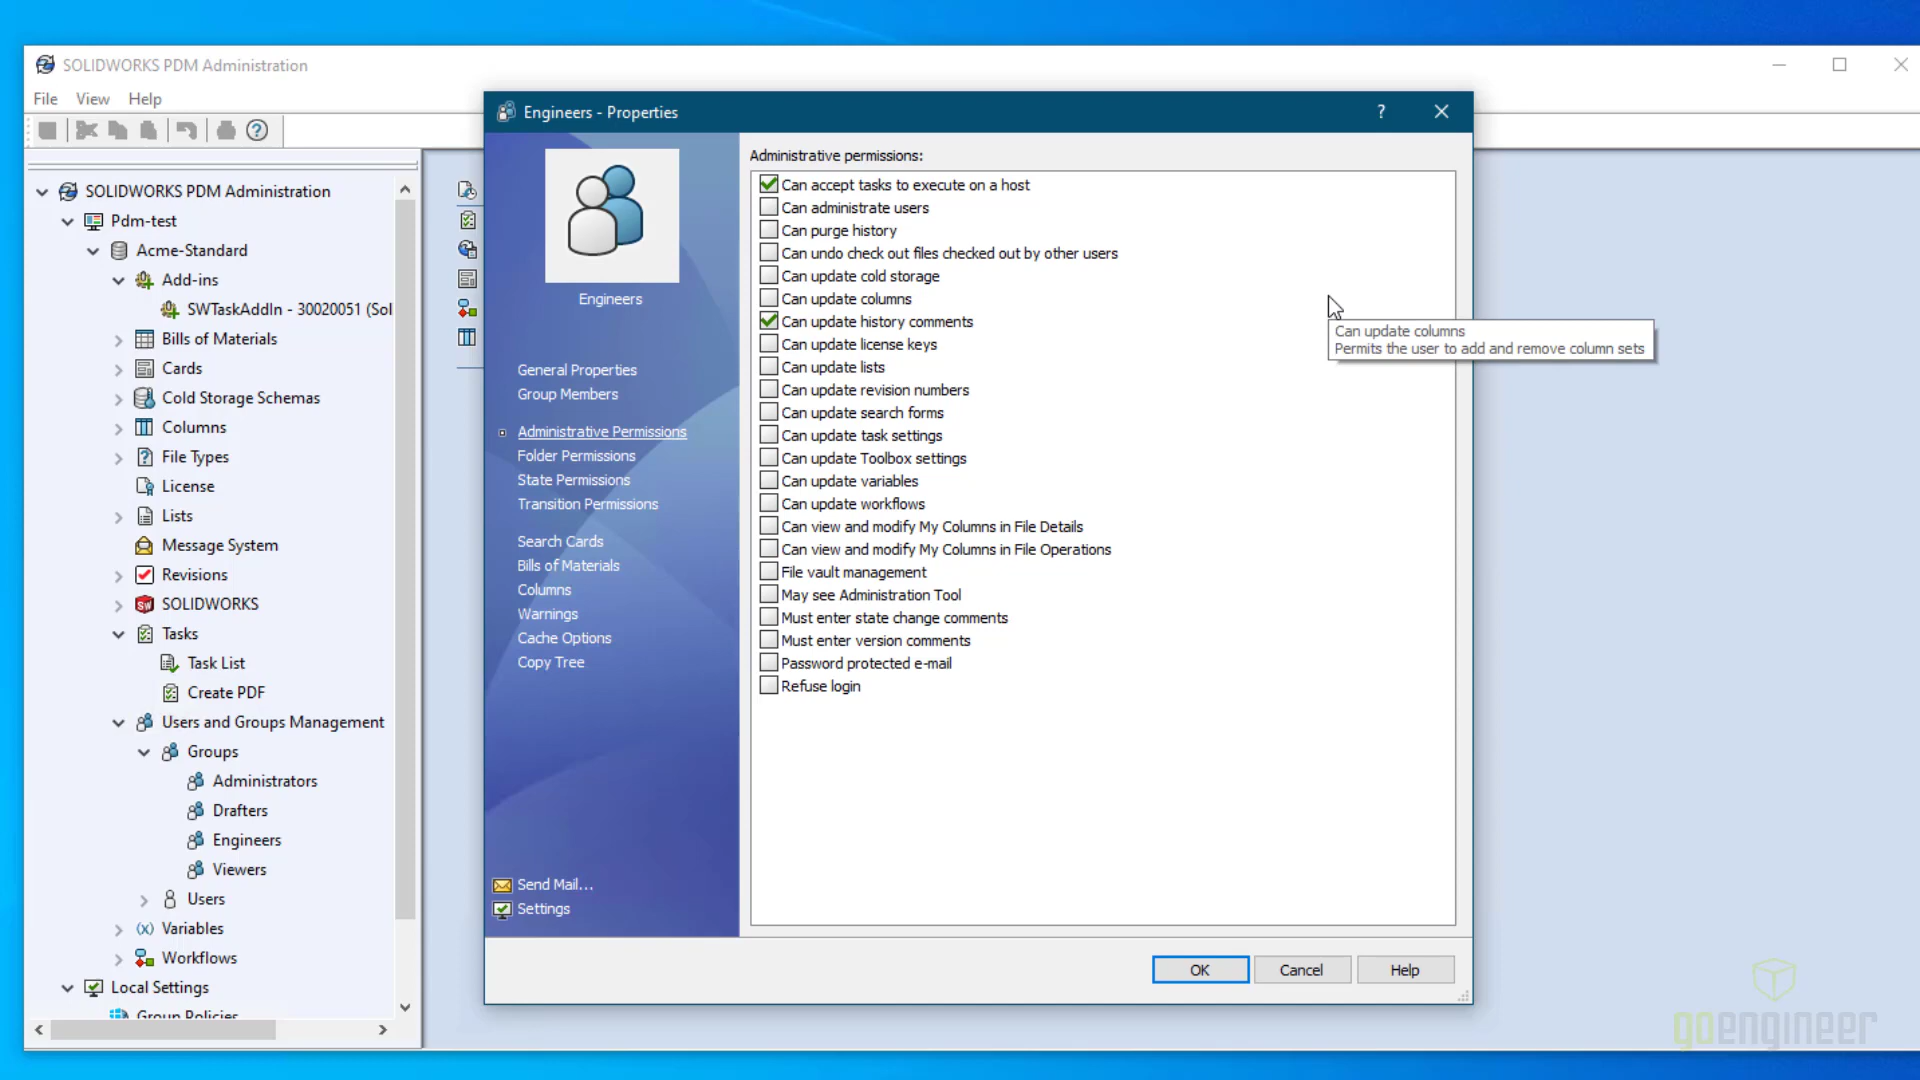 SOLIDWORKS PDM Administration
File View Help
SOLIDWORKS PDM Administration
Pdm-test
Acme-Standard
Add-ins
SWTaskAddIn - 30020051 (Sol
Bills of Materials
Cards
Cold Storage Schemas
Columns
File Types
License
Lists
Message System
Revisions
SOLIDWORKS
Tasks
Task List
Create PDF
Users and Groups Management
Groups
Administrators
Drafters
Engineers
Viewers
Users
Variables
Workflows
Local Settings
Group Policies
Engineers - Properties
Engineers
General Properties
Group Members
Administrative Permissions
Folder Permissions
State Permissions
Transition Permissions
Search Cards
Bills of Materials
Columns
Warnings
Cache Options
Copy Tree
Send Mail...
Settings
Administrative permissions:
Can accept tasks to execute on a host
Can administrate users
Can purge history
Can undo check out files checked out by other users
Can update cold storage
Can update columns
Can update history comments
Can update license keys
Can update lists
Can update revision numbers
Can update search forms
Can update task settings
Can update Toolbox settings
Can update variables
Can update workflows
Can view and modify My Columns in File Details
Can view and modify My Columns in File Operations
File vault management
May see Administration Tool
Must enter state change comments
Must enter version comments
Password protected e-mail
Refuse login
Can update columns
Permits the user to add and remove column sets
OK Cancel Help
goengineer